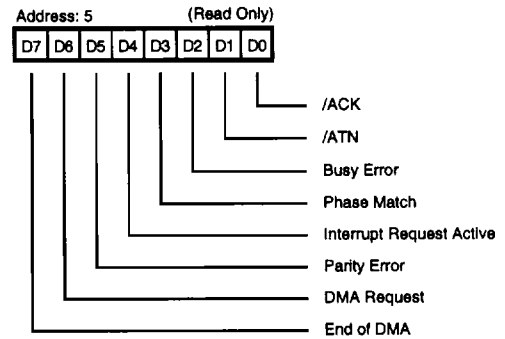 Address: 5 (Read Only)
D7 D6 D5 D4 D3 D2 D1 D0
/ACK
/ATN
Busy Error
Phase Match
Interrupt Request Active
Parity Error
DMA Request
End of DMA